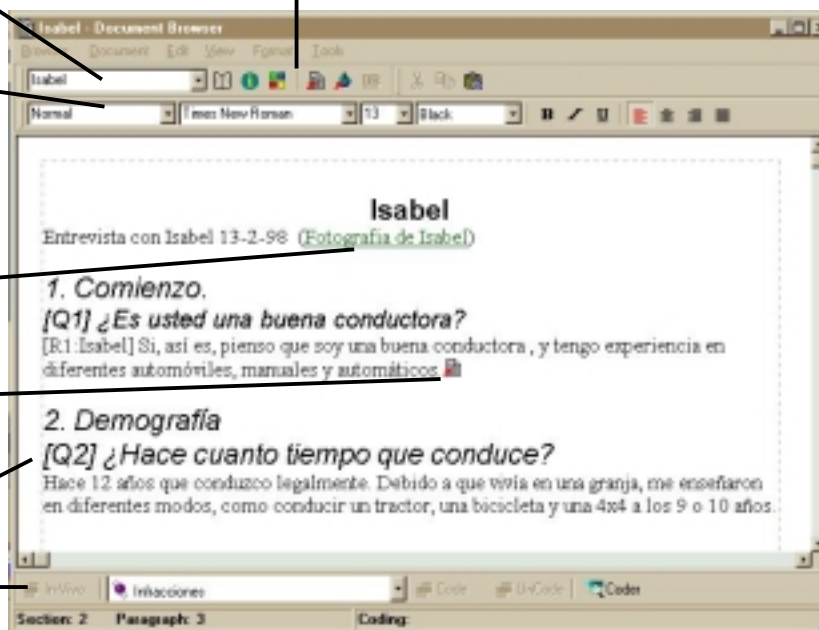 Isabel - Document Browser
Browser Document Edit View Format Tools
Isabel
Normal Times New Roman 13 Black B I U
Isabel
Entrevista con Isabel 13-2-98 (Fotografia de Isabel)
1. Comienzo.
[Q1] ¿Es usted una buena conductora?
[R1:Isabel] Si, así es, pienso que soy una buena conductora , y tengo experiencia en
diferentes automóviles, manuales y automáticos.
2. Demografía
[Q2] ¿Hace cuanto tiempo que conduce?
Hace 12 años que conduzco legalmente. Debido a que vivía en una granja, me enseñaron
en diferentes modos, como conducir un tractor, una bicicleta y una 4x4 a los 9 o 10 años.
In-Vivo Infracciones Code UnCode Coder
Section: 2 Paragraph: 3 Coding: